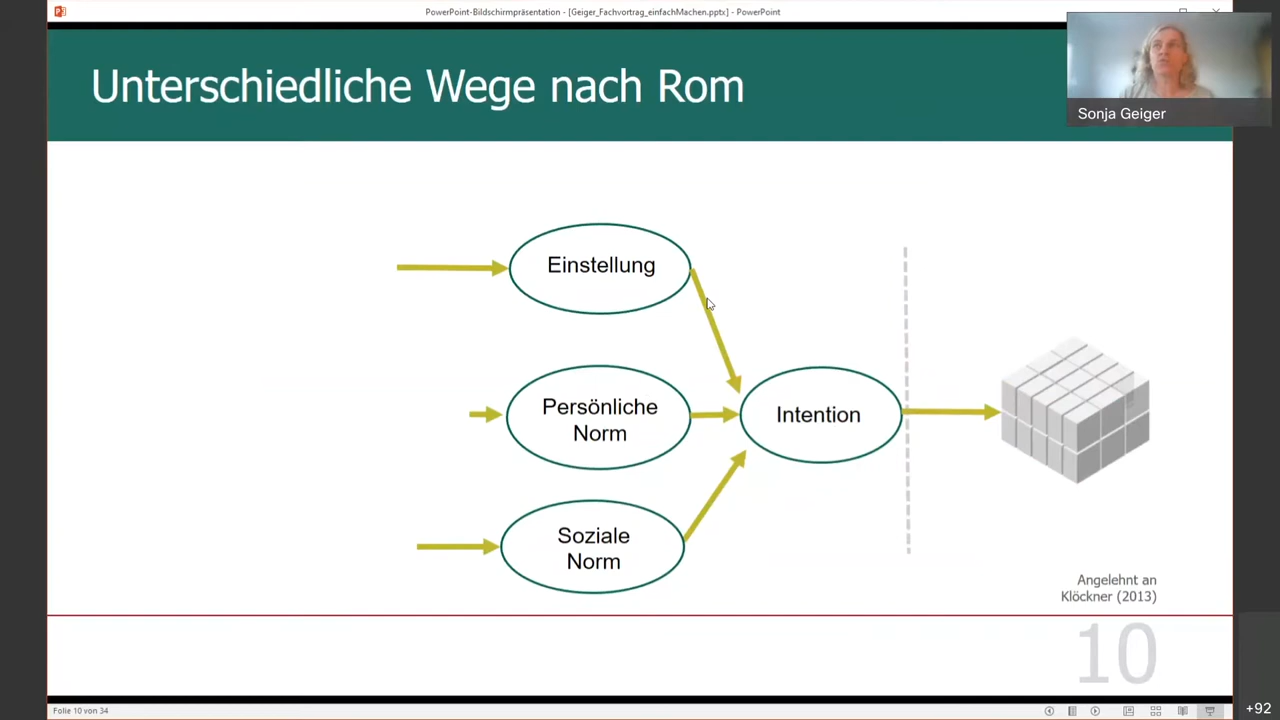 PowerPoint-Bildschirmpräsentation - [Geiger_Fachvortrag_einfachMachen.pptx] - PowerPoint
Unterschiedliche Wege nach Rom
Sonja Geiger
Einstellung
Persönliche
Norm
Intention
Soziale
Norm
Angelehnt an
Klöckner (2013)
10
Folie 10 von 34
+92